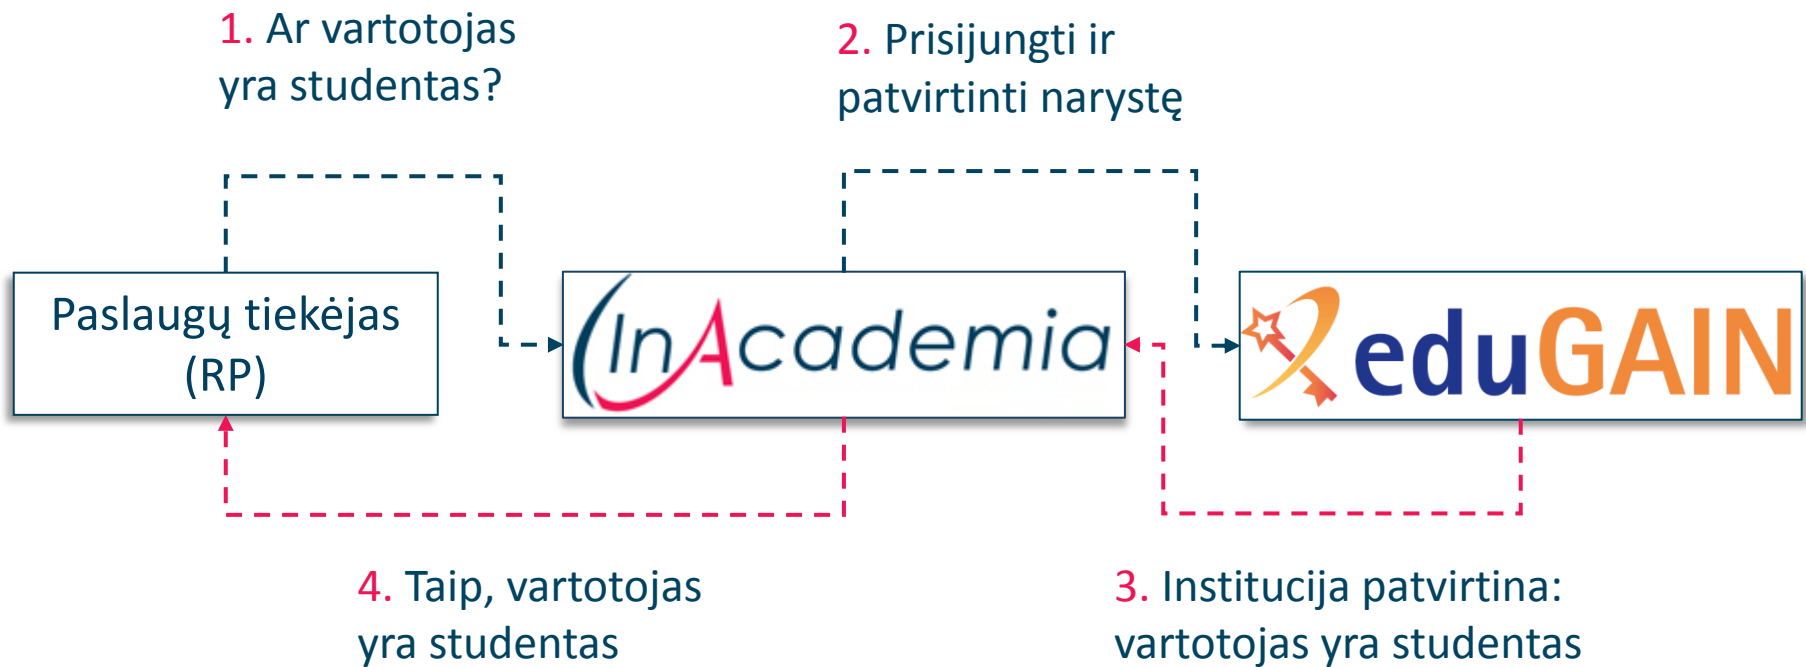 1. Ar vartotojas
yra studentas?
2. Prisijungti ir
patvirtinti narystę
Paslaugų tiekėjas
(RP)
InAcademia
eduGAIN
4. Taip, vartotojas
yra studentas
3. Institucija patvirtina:
vartotojas yra studentas